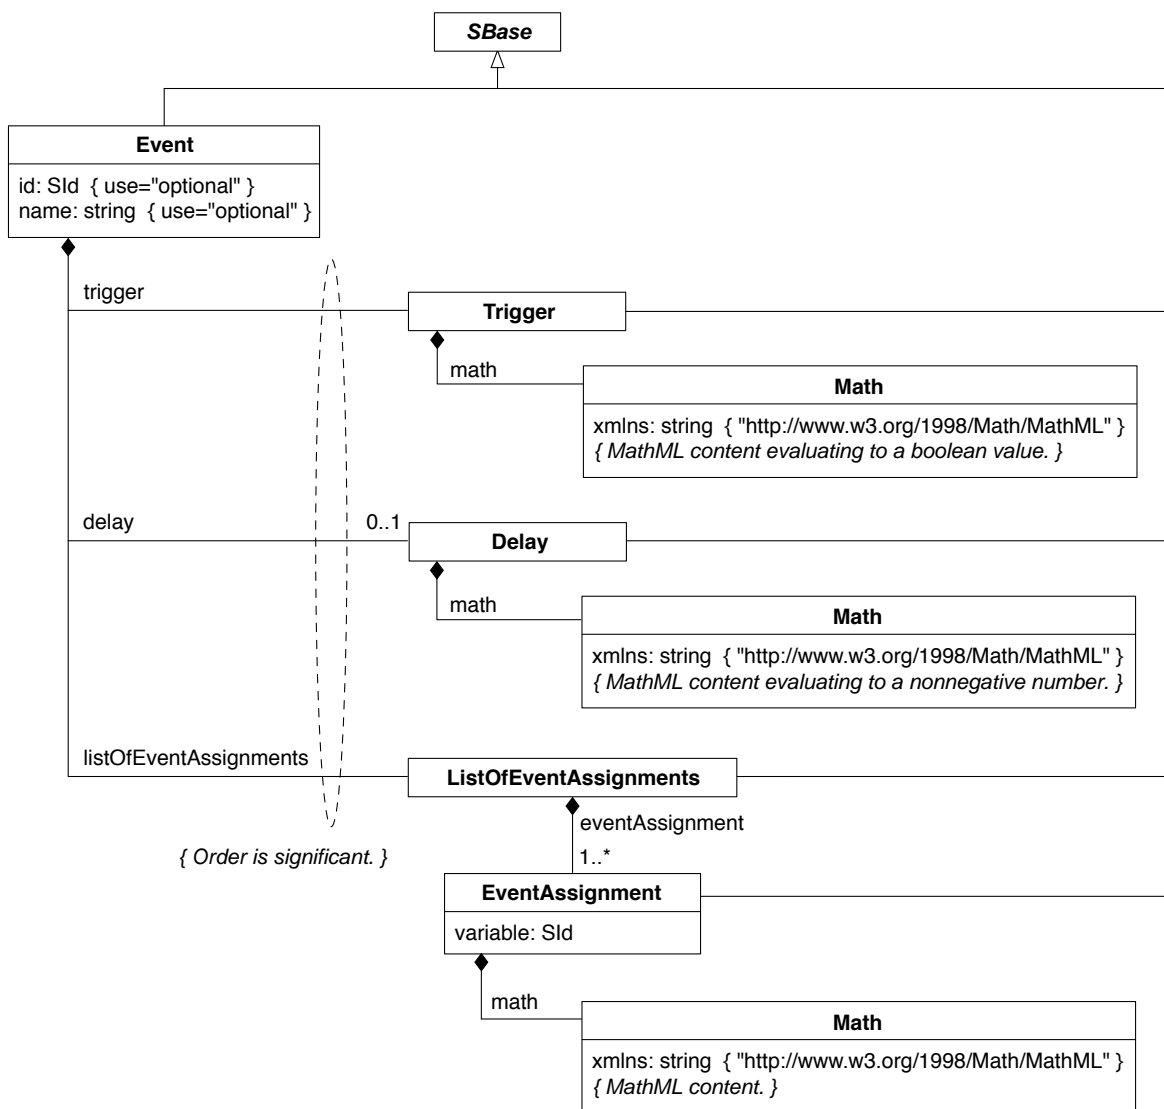 SBase
Event
id: SId { use="optional" }
name: string { use="optional" }
trigger
Trigger
math
Math
xmlns: string { "http://www.w3.org/1998/Math/MathML" }
{ MathML content evaluating to a boolean value. }
delay
0..1
Delay
math
Math
xmlns: string { "http://www.w3.org/1998/Math/MathML" }
{ MathML content evaluating to a nonnegative number. }
listOfEventAssignments
ListOfEventAssignments
eventAssignment
{ Order is significant. }
1..*
EventAssignment
variable: SId
math
Math
xmlns: string { "http://www.w3.org/1998/Math/MathML" }
{ MathML content. }